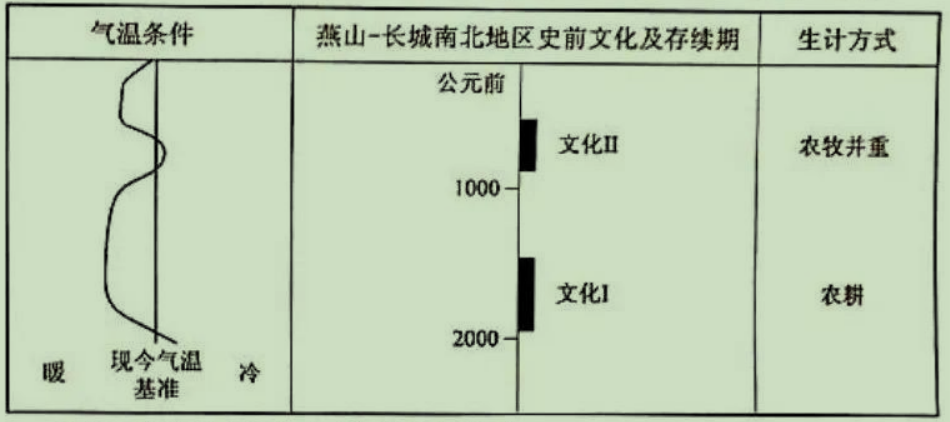 气温条件
燕山-长城南北地区史前文化及存续期
生计方式
公元前
文化II
农牧并重
1000
文化I
农耕
2000
暖
现今气温
基准
冷